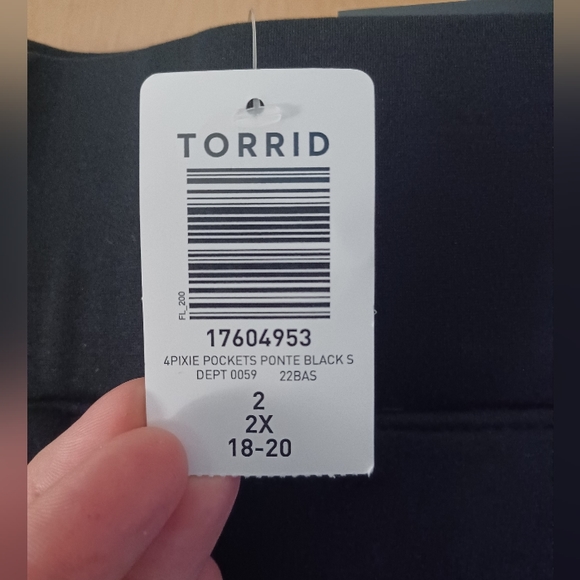 TORRID
FL_200
17604953
4PIXIE POCKETS PONTE BLACK S
DEPT 0059 22BAS
2
2X
18-20